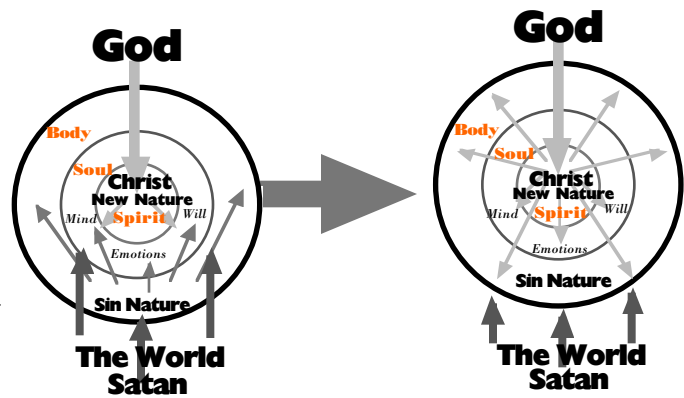 God
Body
Soul
Christ
New Nature
Mind
Spirit
Will
Emotions
Sin Nature
The World
Satan
God
Body
Soul
Christ
New Nature
Mind
Spirit
Will
Emotions
Sin Nature
The World
Satan